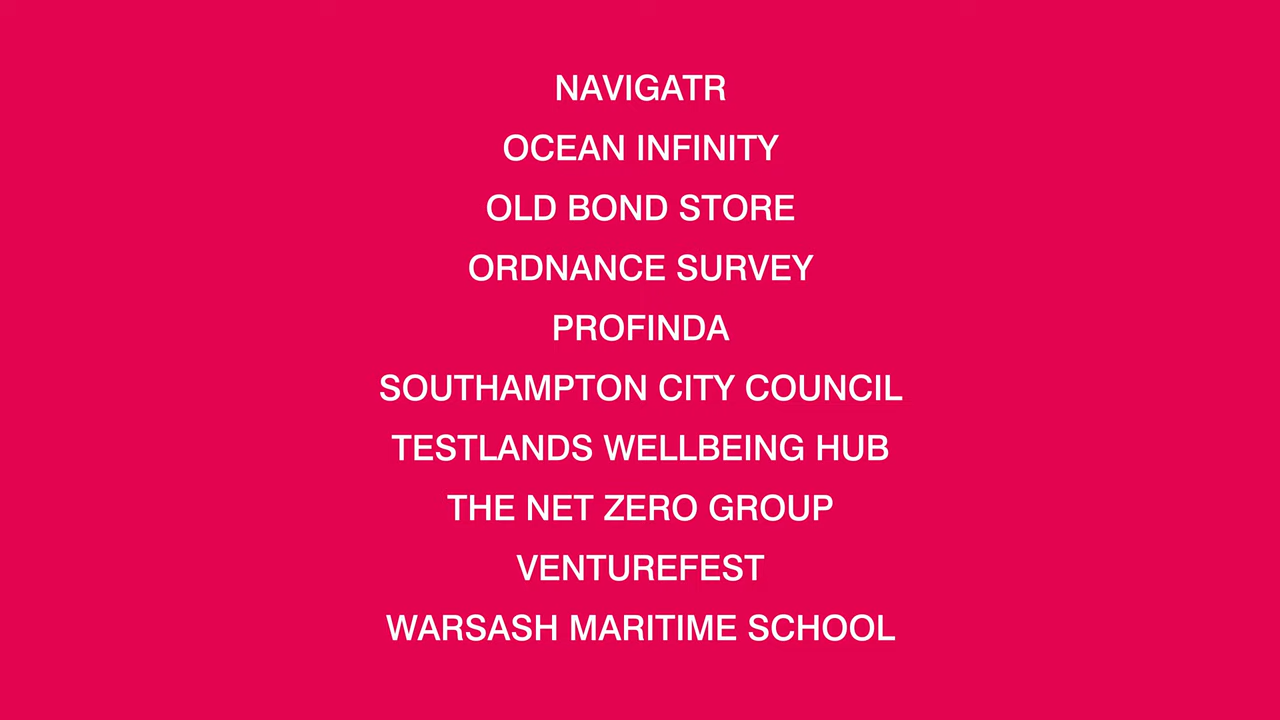 NAVIGATR
OCEAN INFINITY
OLD BOND STORE
ORDNANCE SURVEY
PROFINDA
SOUTHAMPTON CITY COUNCIL
TESTLANDS WELLBEING HUB
THE NET ZERO GROUP
VENTUREFEST
WARSASH MARITIME SCHOOL